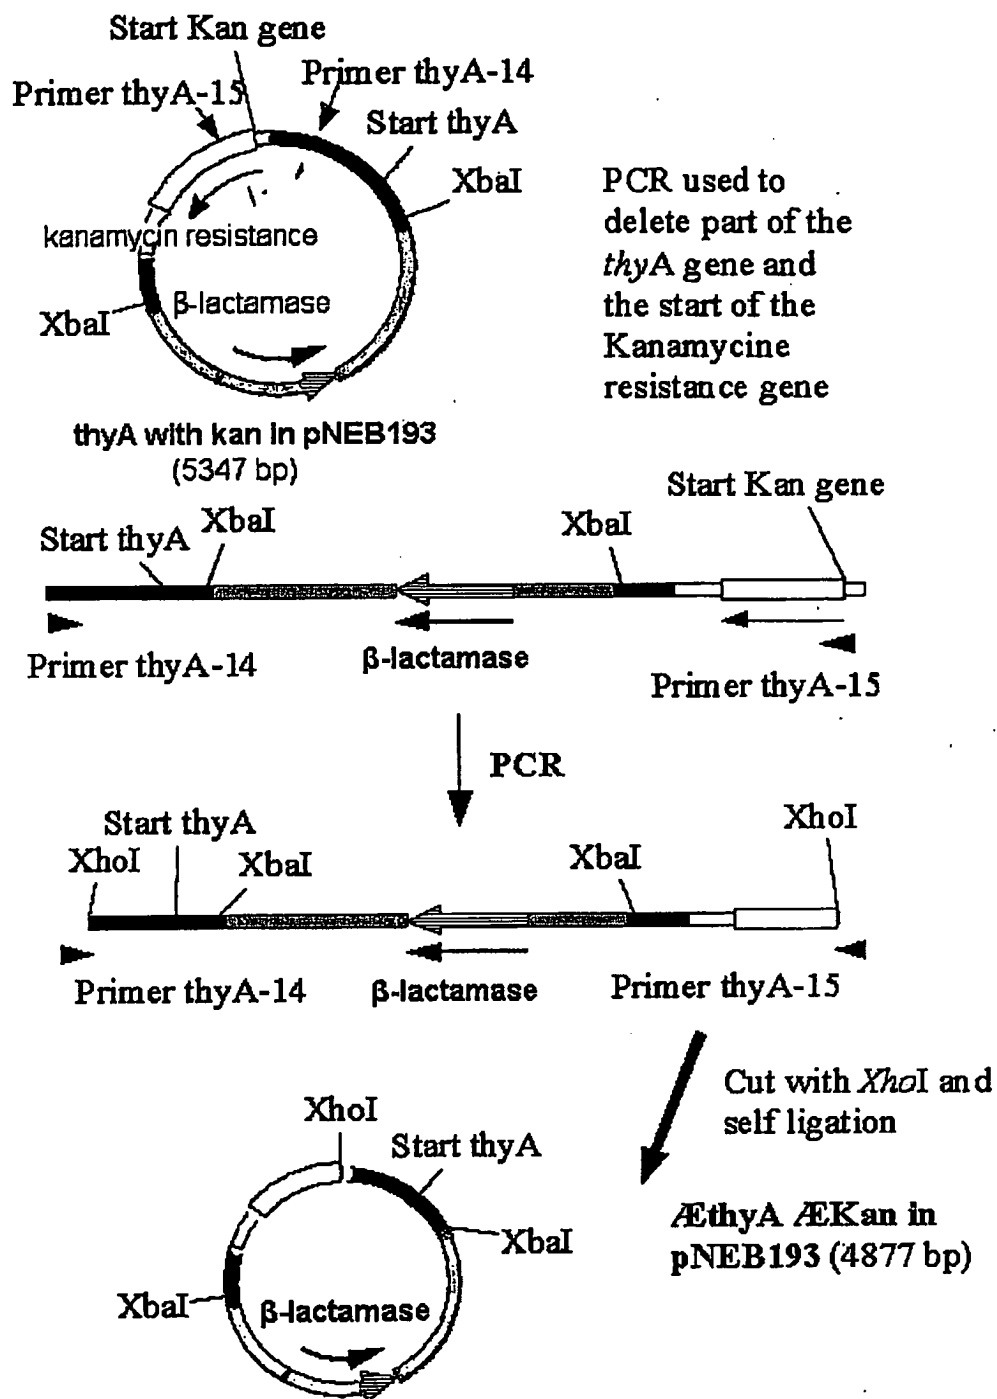 Start Kan gene
Primer thyA-15
Primer thyA-14
Start thyA
XbaI
kanamycin resistance
β-lactamase
XbaI
thyA with kan in pNEB193
(5347 bp)
PCR used to
delete part of the
thyA gene and
the start of the
Kanamycine
resistance gene
Start Kan gene
Start thyA
XbaI
XbaI
Primer thyA-14
β-lactamase
Primer thyA-15
PCR
Start thyA
XhoI
XbaI
XbaI
XhoI
Primer thyA-14
β-lactamase
Primer thyA-15
Cut with XhoI and
self ligation
XhoI
Start thyA
XbaI
XbaI
β-lactamase
ÆthyA ÆKan in
pNEB193 (4877 bp)